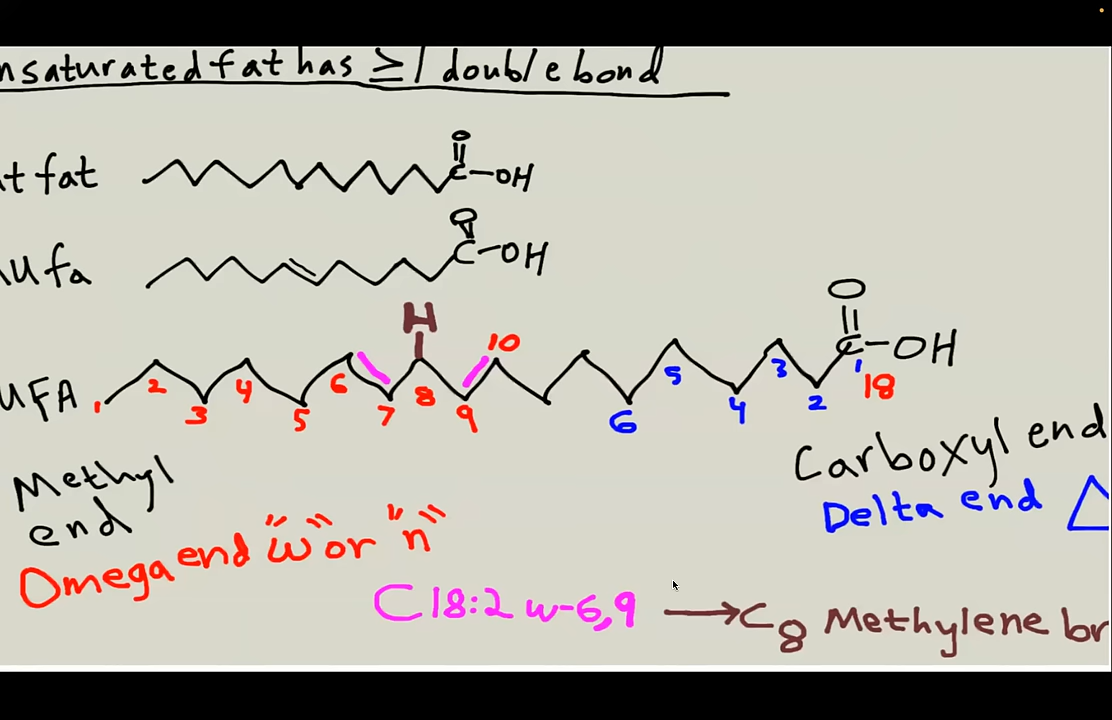 nsaturated fat has ≥1 double bond
t fat
O
C-OH
ufa
O
C-OH
H
O
C-OH
UFA 1 2 3 4 5 6 7 8 9 10 6 5 4 3 2 1 18
Methyl end
Carboxyl end
Delta end Δ
Omega end "ω" or "n"
C18:2 w-6,9 → C8 Methylene br